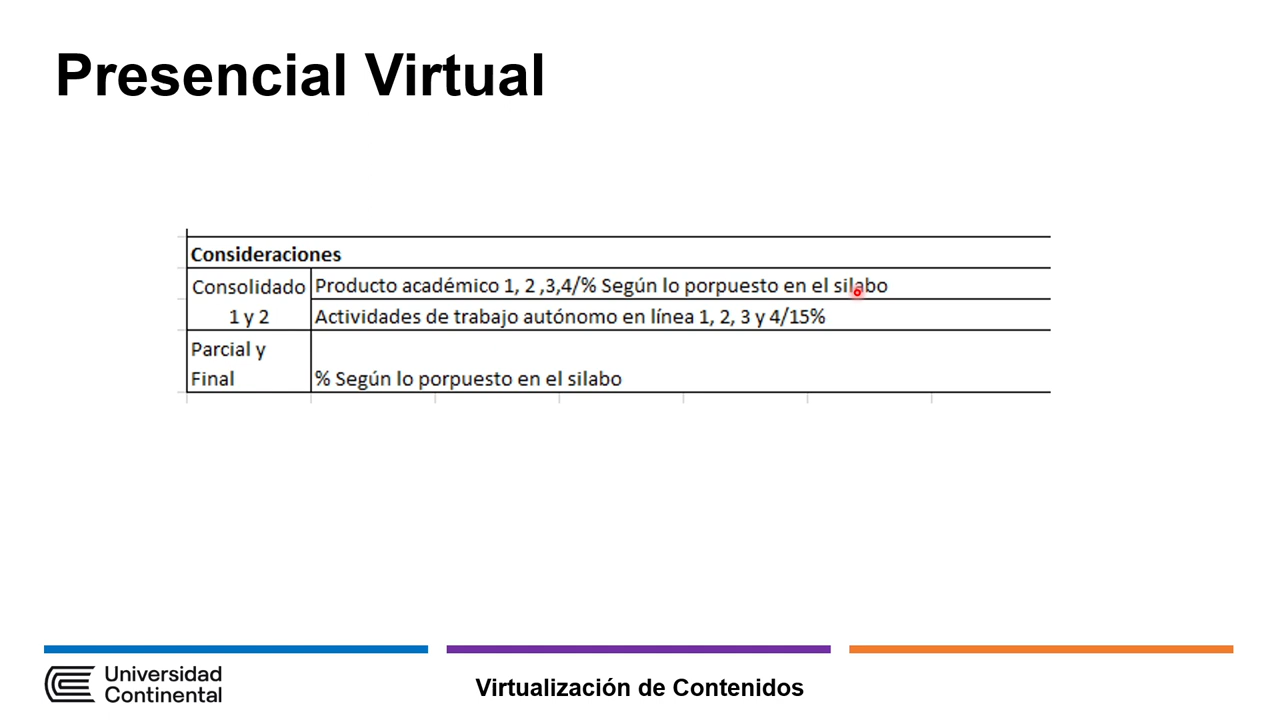 Presencial Virtual
Consideraciones
Consolidado
1 y 2
Producto académico 1, 2 ,3,4/% Según lo porpuesto en el silabo
Actividades de trabajo autónomo en línea 1, 2, 3 y 4/15%
Parcial y
Final
% Según lo porpuesto en el silabo
Universidad
Continental
Virtualización de Contenidos